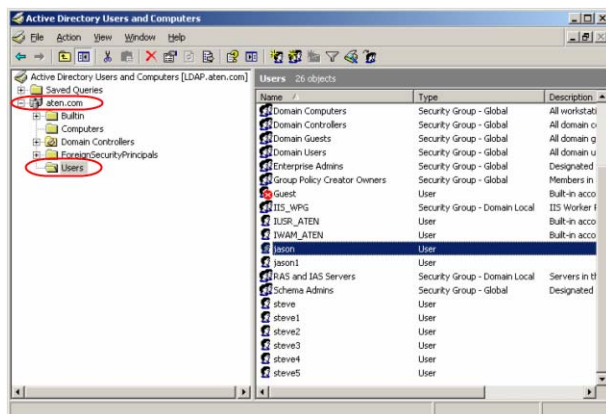 Active Directory Users and Computers
File Action View Window Help
Active Directory Users and Computers [LDAP.aten.com]
Saved Queries
aten.com
Builtin
Computers
Domain Controllers
ForeignSecurityPrincipals
Users
Users 26 objects
Name Type Description
Domain Computers Security Group - Global All workstati
Domain Controllers Security Group - Global All domain c
Domain Guests Security Group - Global All domain g
Domain Users Security Group - Global All domain u
Enterprise Admins Security Group - Global Designated
Group Policy Creator Owners Security Group - Global Members in
Guest User Built-in acco
IIS_WPG Security Group - Domain Local IIS Worker
IUSR_ATEN User Built-in acco
IWAM_ATEN User Built-in acco
jason User
jason1 User
RAS and IAS Servers Security Group - Domain Local Servers in th
Schema Admins Security Group - Global Designated
steve User
steve1 User
steve2 User
steve3 User
steve4 User
steve5 User